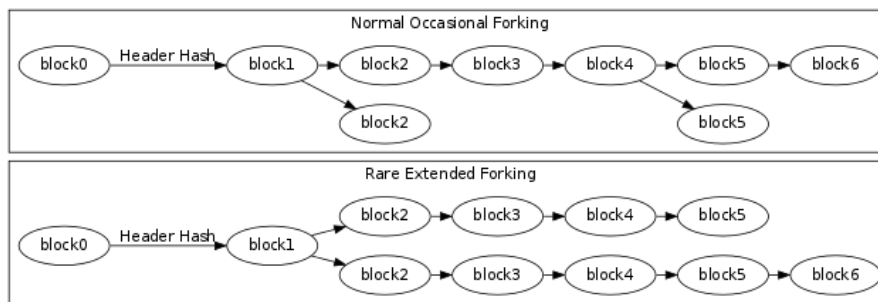 Normal Occasional Forking
block0 Header Hash block1 block2 block3 block4 block5 block6
block2 block5
Rare Extended Forking
block2 block3 block4 block5
block0 Header Hash block1
block2 block3 block4 block5 block6